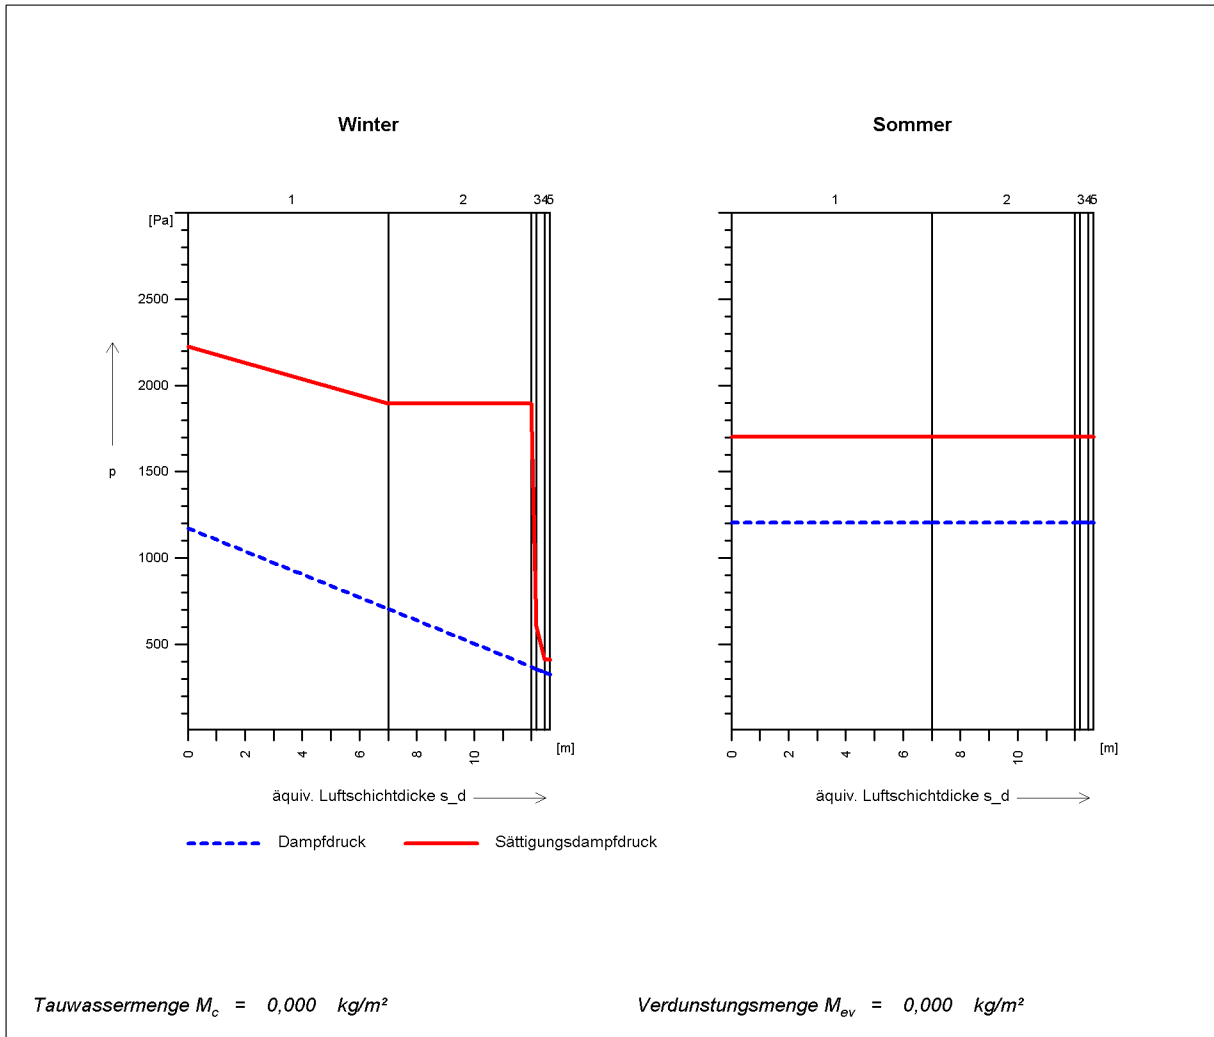 Winter Sommer
1 2 345 1 2 345
[Pa]
2500
2000
1500
p
1000
500
0 2 4 6 8 10 [m] 0 2 4 6 8 10 [m]
äquiv. Luftschichtdicke s_d äquiv. Luftschichtdicke s_d
Dampfdruck Sättigungsdampfdruck
Tauwassermenge M_c = 0,000 kg/m² Verdunstungsmenge M_ev = 0,000 kg/m²